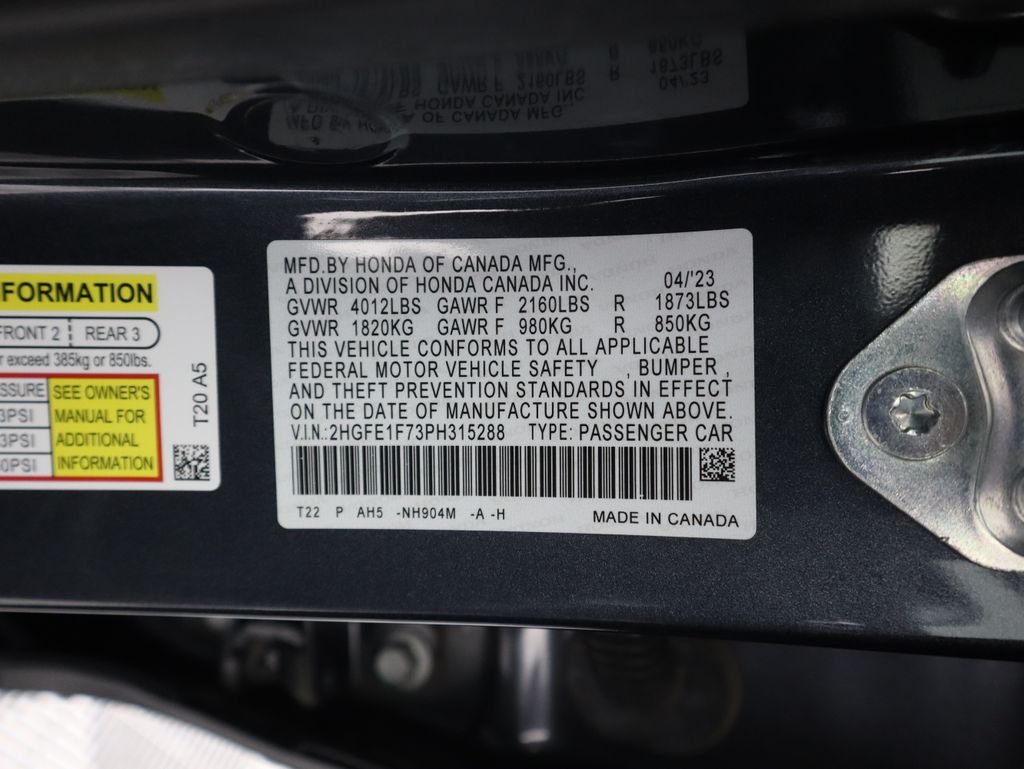 MFD.BY HONDA OF CANADA MFG.,
A DIVISION OF HONDA CANADA INC. 04/'23
GVWR 4012LBS GAWR F 2160LBS R 1873LBS
GVWR 1820KG GAWR F 980KG R 850KG
THIS VEHICLE CONFORMS TO ALL APPLICABLE
FEDERAL MOTOR VEHICLE SAFETY , BUMPER ,
AND THEFT PREVENTION STANDARDS IN EFFECT
ON THE DATE OF MANUFACTURE SHOWN ABOVE.
V.I.N.: 2HGFE1F73PH315288 TYPE: PASSENGER CAR
T22 P AH5 -NH904M -A -H
MADE IN CANADA
FORMATION
FRONT 2 REAR 3
exceed 385kg or 850lbs.
SEE OWNER'S
MANUAL FOR
ADDITIONAL
INFORMATION
T20 A5